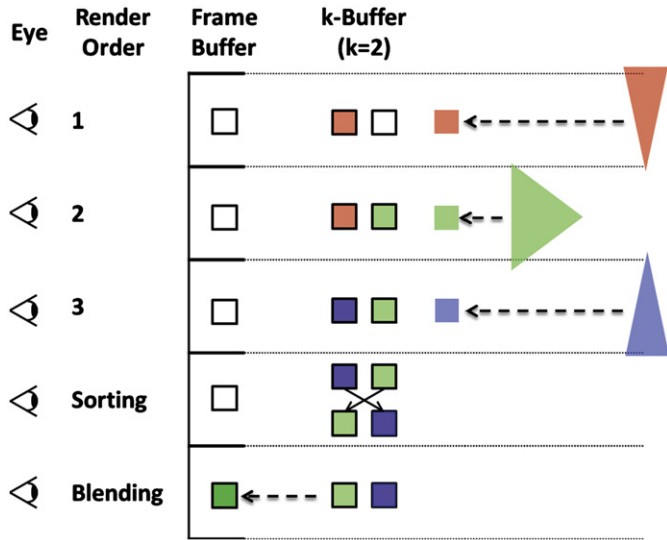 Eye
Render
Order
Frame
Buffer
k-Buffer
(k=2)
1
2
3
Sorting
Blending